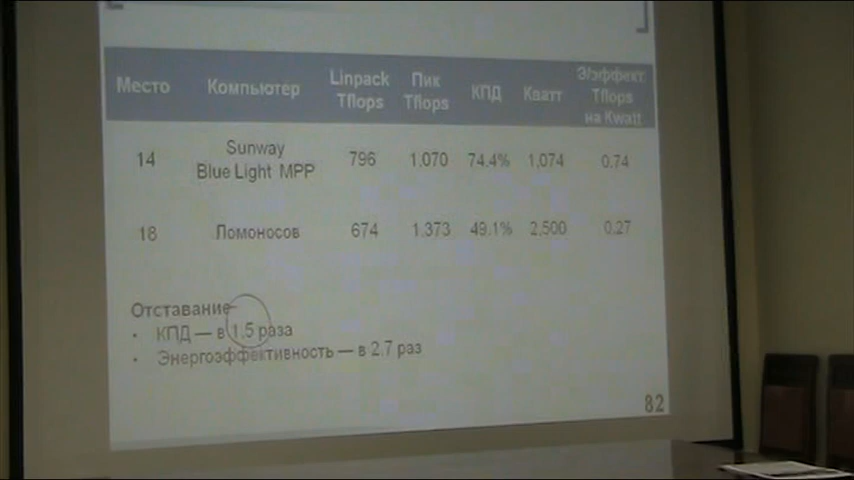 Место Компьютер Linpack Tflops Пик Tflops КПД Кватт Э/эффект. Tflops на Kwatt
14 Sunway Blue Light MPP 796 1,070 74.4% 1,074 0.74
18 Ломоносов 674 1,373 49.1% 2,500 0.27
Отставание
• КПД — в 1.5 раза
• Энергоэффективность — в 2.7 раз
82